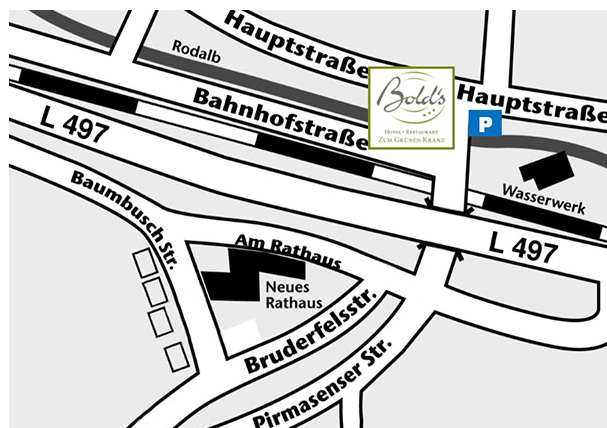 Hauptstraße
Rodalb
Bold's
HOTEL • RESTAURANT
ZUM GRÜNEN KRANZ
Hauptstraße
P
Bahnhofstraße
L 497
Wasserwerk
Baumbusch Str.
Am Rathaus
L 497
Neues
Rathaus
Bruderfelsstr.
Pirmasenser Str.